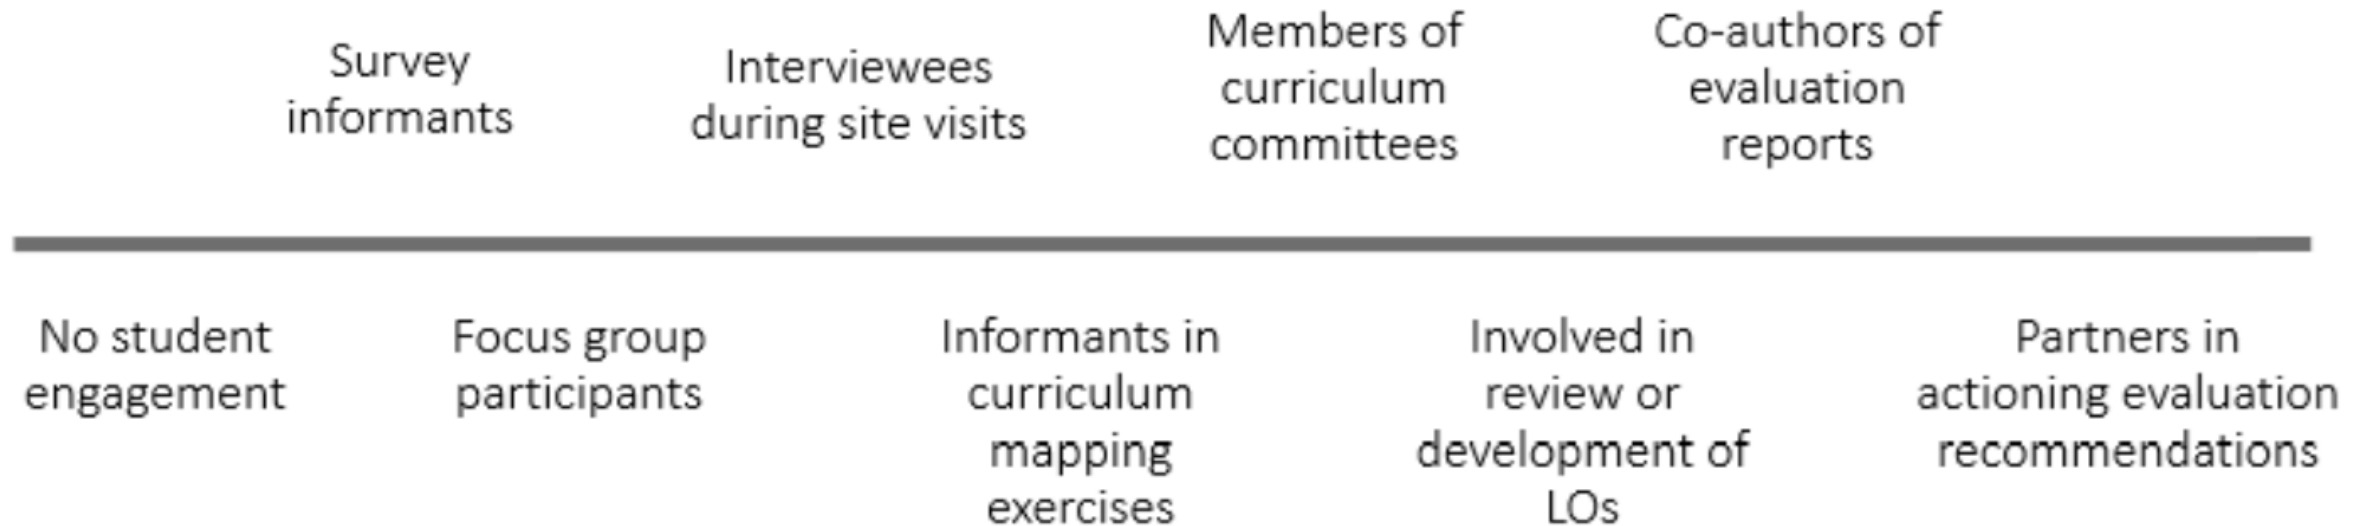 Survey
informants
Interviewees
during site visits
Members of
curriculum
committees
Co-authors of
evaluation
reports
No student
engagement
Focus group
participants
Informants in
curriculum
mapping
exercises
Involved in
review or
development of
LOs
Partners in
actioning evaluation
recommendations